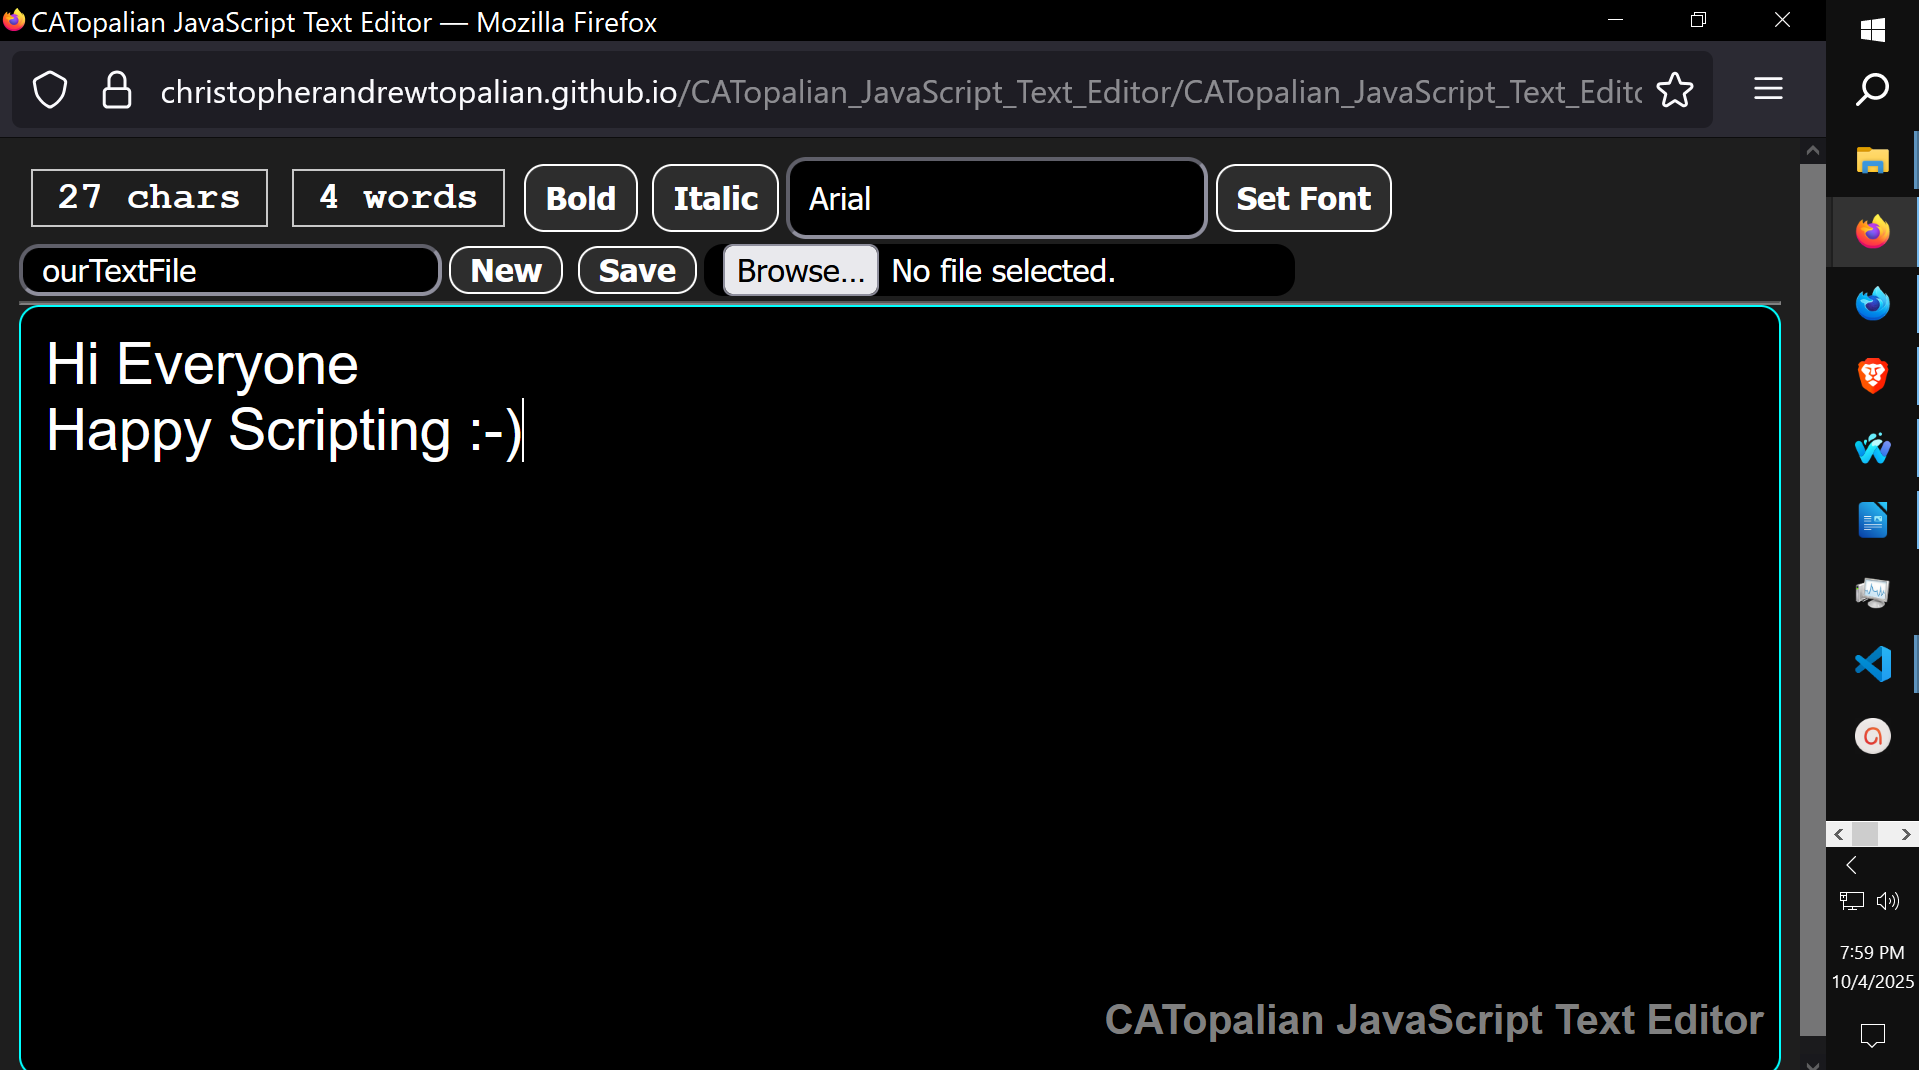 CATopalian JavaScript Text Editor — Mozilla Firefox
christopherandrewtopalian.github.io/CATopalian_JavaScript_Text_Editor/CATopalian_JavaScript_Text_Edito
27 chars 4 words Bold Italic Arial Set Font
ourTextFile New Save Browse... No file selected.
Hi Everyone
Happy Scripting :-)
CATopalian JavaScript Text Editor
7:59 PM
10/4/2025